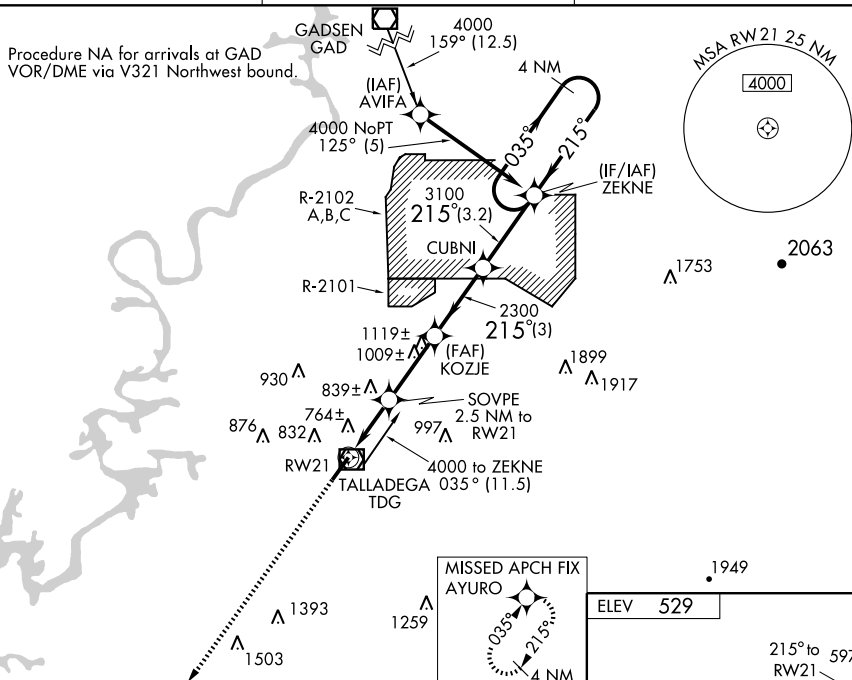 GADSEN
GAD
4000
159° (12.5)
Procedure NA for arrivals at GAD
VOR/DME via V321 Northwest bound.
(IAF)
AVIFA
4 NM
MSA RW 21 25 NM
4000
4000 NoPT
125° (5)
035°
215°
(IF/IAF)
ZEKNE
R-2102
A,B,C
3100
215° (3.2)
CUBNI
2063
1753
R-2101
2300
215° (3)
1119±
1009±
(FAF)
KOZJE
1899
1917
930
839±
SOVPE
2.5 NM to
RW21
764±
876
832
997
RW21
4000 to ZEKNE
035° (11.5)
TALLADEGA
TDG
MISSED APCH FIX
AYURO
035°
215°
4 NM
1949
ELEV 529
1393
1259
1503
215° to
RW21
597